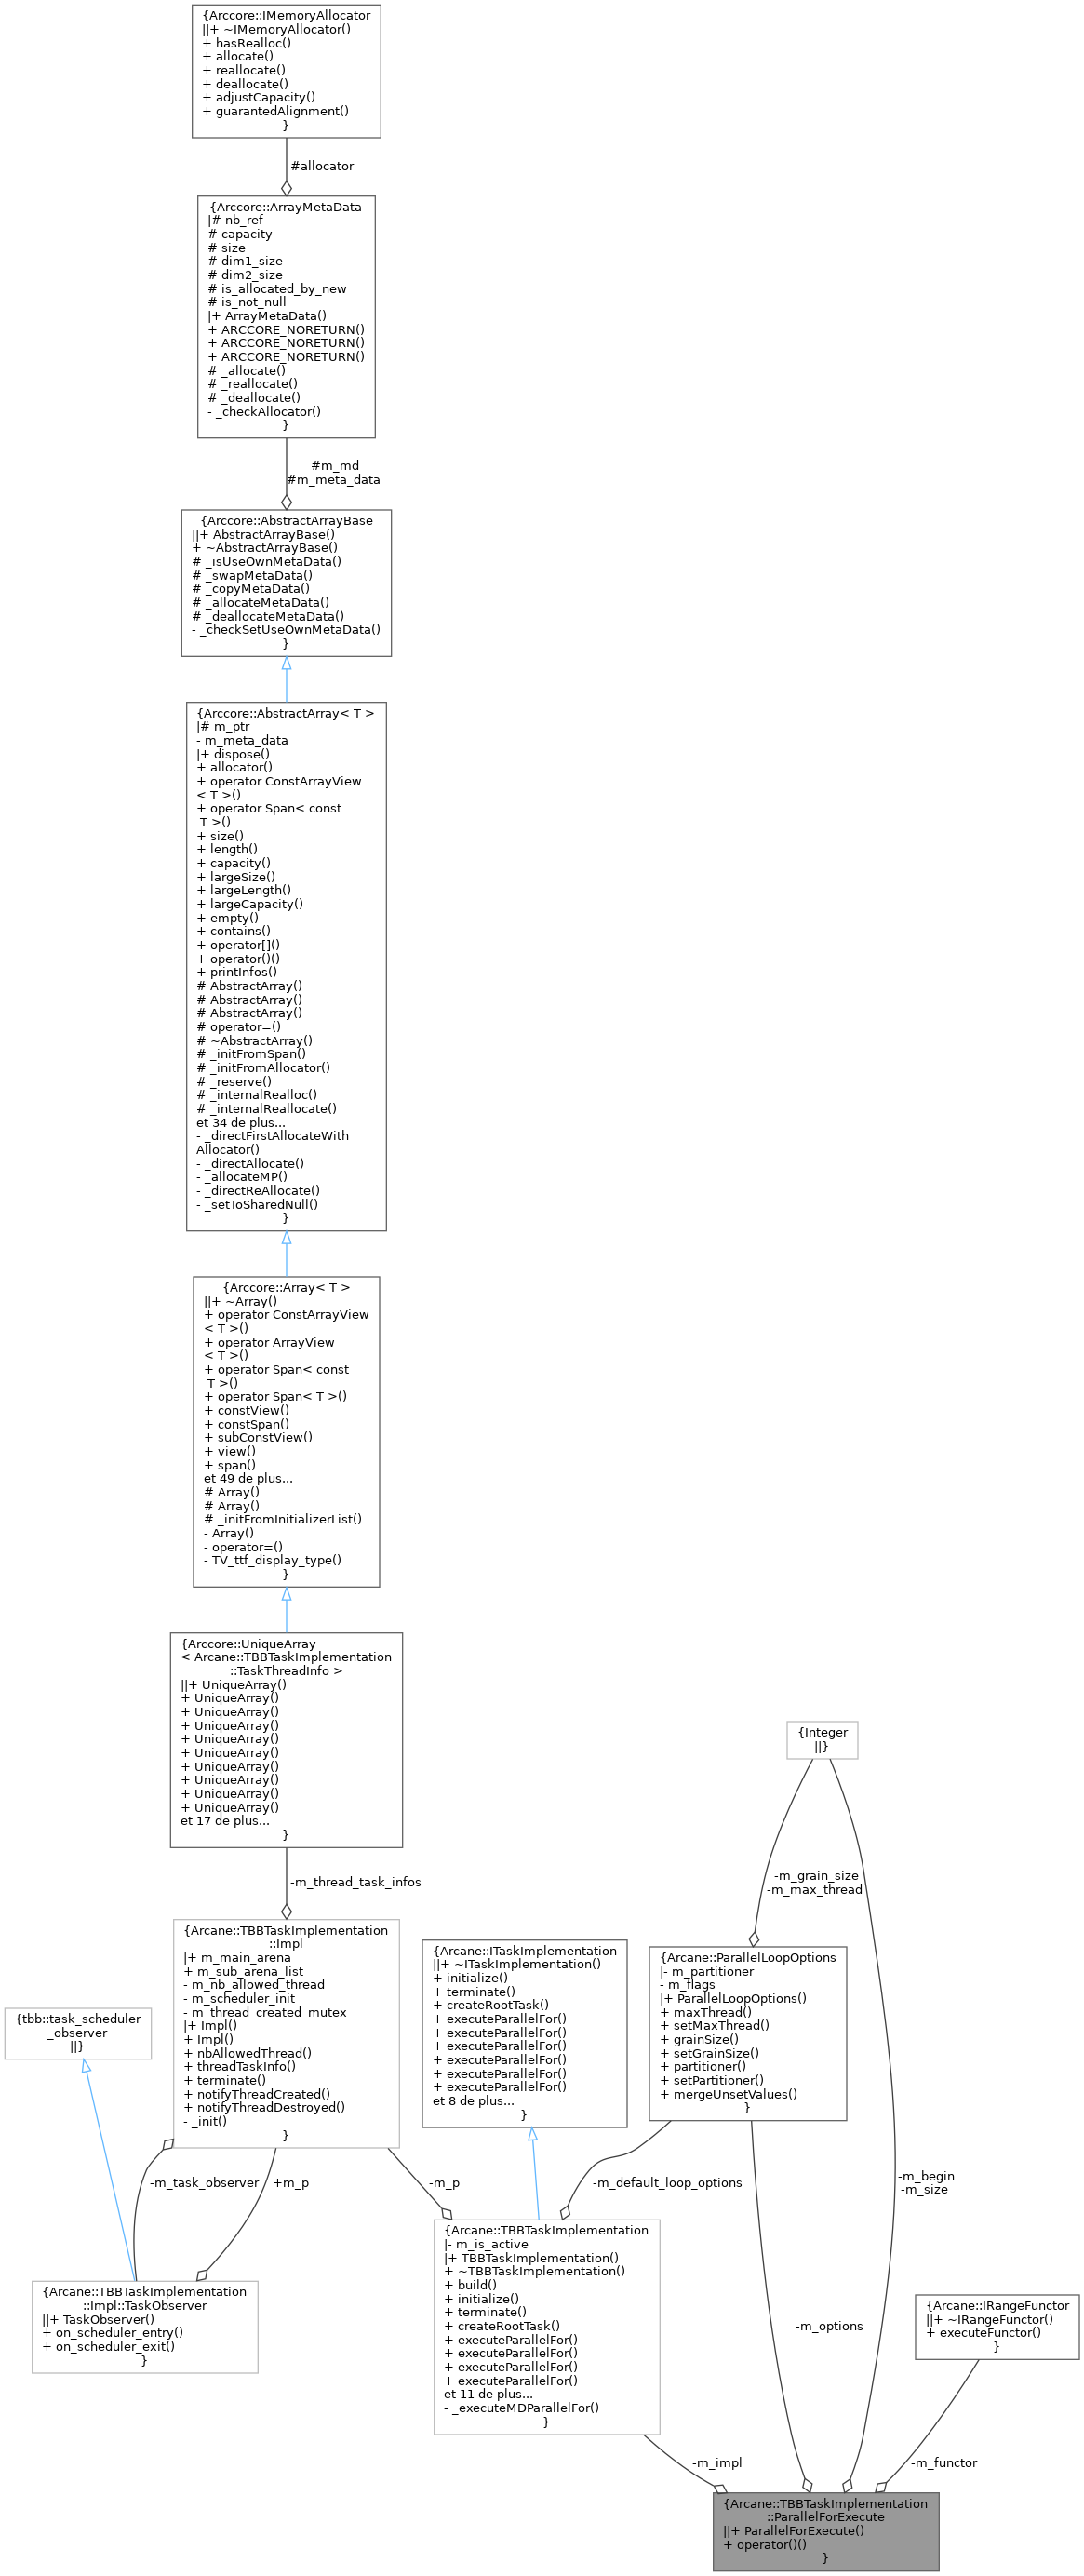 {Arccore::IMemoryAllocator
||+ ~IMemoryAllocator()
+ hasRealloc()
+ allocate()
+ reallocate()
+ deallocate()
+ adjustCapacity()
+ guarantedAlignment()
}
#allocator
{Arccore::ArrayMetaData
|# nb_ref
# capacity
# size
# dim1_size
# dim2_size
# is_allocated_by_new
# is_not_null
|+ ArrayMetaData()
+ ARCCORE_NORETURN()
+ ARCCORE_NORETURN()
+ ARCCORE_NORETURN()
# _allocate()
# _reallocate()
# _deallocate()
- _checkAllocator()
}
#m_md
#m_meta_data
{Arccore::AbstractArrayBase
||+ AbstractArrayBase()
+ ~AbstractArrayBase()
# _isUseOwnMetaData()
# _swapMetaData()
# _copyMetaData()
# _allocateMetaData()
# _deallocateMetaData()
- _checkSetUseOwnMetaData()
}
{Arccore::AbstractArray< T >
|# m_ptr
- m_meta_data
|+ dispose()
+ allocator()
+ operator ConstArrayView
< T >()
+ operator Span< const
T >()
+ size()
+ length()
+ capacity()
+ largeSize()
+ largeLength()
+ largeCapacity()
+ empty()
+ contains()
+ operator[]()
+ operator()()
+ printInfos()
# AbstractArray()
# AbstractArray()
# AbstractArray()
# operator=()
# ~AbstractArray()
# _initFromSpan()
# _initFromAllocator()
# _reserve()
# _internalRealloc()
# _internalReallocate()
et 34 de plus...
- _directFirstAllocateWith
Allocator()
- _directAllocate()
- _allocateMP()
- _directReAllocate()
- _setToSharedNull()
}
{Arccore::Array< T >
||+ ~Array()
+ operator ConstArrayView
< T >()
+ operator ArrayView
< T >()
+ operator Span< const
T >()
+ operator Span< T >()
+ constView()
+ constSpan()
+ subConstView()
+ view()
+ span()
et 49 de plus...
# Array()
# Array()
# _initFromInitializerList()
- Array()
- operator=()
- TV_ttf_display_type()
}
{Arccore::UniqueArray
< Arcane::TBBTaskImplementation
::TaskThreadInfo >
||+ UniqueArray()
+ UniqueArray()
+ UniqueArray()
+ UniqueArray()
+ UniqueArray()
+ UniqueArray()
+ UniqueArray()
+ UniqueArray()
+ UniqueArray()
+ UniqueArray()
et 17 de plus...
}
{Integer
||}
-m_thread_task_infos
-m_grain_size
-m_max_thread
{Arcane::TBBTaskImplementation
::Impl
|+ m_main_arena
+ m_sub_arena_list
- m_nb_allowed_thread
- m_scheduler_init
- m_thread_created_mutex
|+ Impl()
+ Impl()
+ nbAllowedThread()
+ threadTaskInfo()
+ terminate()
+ notifyThreadCreated()
+ notifyThreadDestroyed()
- _init()
}
{Arcane::ITaskImplementation
||+ ~ITaskImplementation()
+ initialize()
+ terminate()
+ createRootTask()
+ executeParallelFor()
+ executeParallelFor()
+ executeParallelFor()
+ executeParallelFor()
+ executeParallelFor()
+ executeParallelFor()
et 8 de plus...
}
{Arcane::ParallelLoopOptions
|- m_partitioner
- m_flags
|+ ParallelLoopOptions()
+ maxThread()
+ setMaxThread()
+ grainSize()
+ setGrainSize()
+ partitioner()
+ setPartitioner()
+ mergeUnsetValues()
}
{tbb::task_scheduler
_observer
||}
-m_task_observer
+m_p
-m_p
-m_default_loop_options
-m_begin
-m_size
{Arcane::TBBTaskImplementation
::Impl::TaskObserver
||+ TaskObserver()
+ on_scheduler_entry()
+ on_scheduler_exit()
}
{Arcane::TBBTaskImplementation
|- m_is_active
|+ TBBTaskImplementation()
+ ~TBBTaskImplementation()
+ build()
+ initialize()
+ terminate()
+ createRootTask()
+ executeParallelFor()
+ executeParallelFor()
+ executeParallelFor()
+ executeParallelFor()
et 11 de plus...
- _executeMDParallelFor()
}
-m_options
{Arcane::IRangeFunctor
||+ ~IRangeFunctor()
+ executeFunctor()
}
-m_impl
-m_functor
{Arcane::TBBTaskImplementation
::ParallelForExecute
||+ ParallelForExecute()
+ operator()()
}